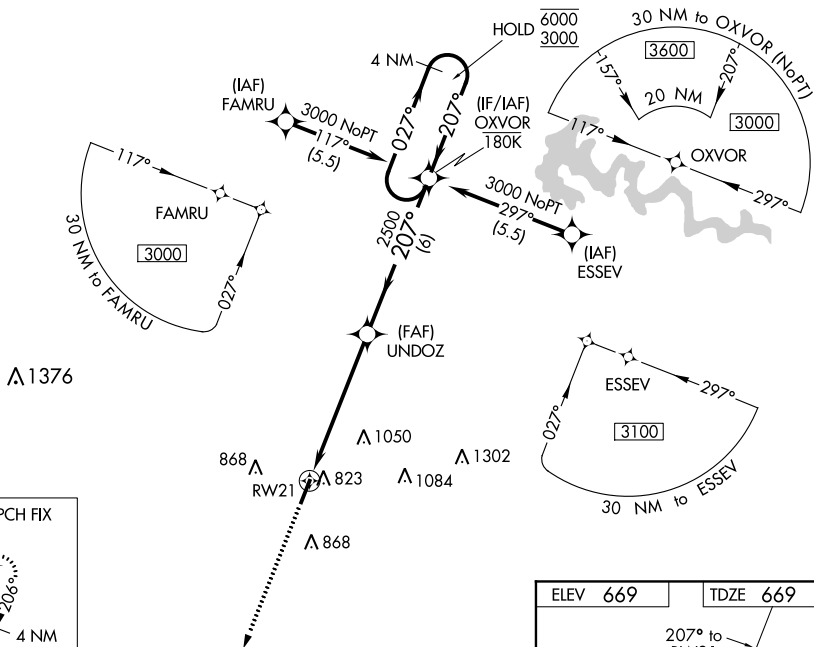 HOLD 6000
3000
4 NM
027°
207°
(IF/IAF)
OXVOR
180K
(IAF)
FAMRU
3000 NoPT
117°
(5.5)
30 NM to OXVOR (NoPT)
3600
157°
207°
20 NM
3000
117°
OXVOR
297°
117°
FAMRU
3000
027°
30 NM to FAMRU
3000 NoPT
297°
(5.5)
(IAF)
ESSEV
2500
207°
(6)
(FAF)
UNDOZ
ESSEV
297°
027°
3100
30 NM to ESSEV
1376
1050
1302
868
823
1084
RW21
868
PCH FIX
206°
4 NM
ELEV 669
TDZE 669
207° to